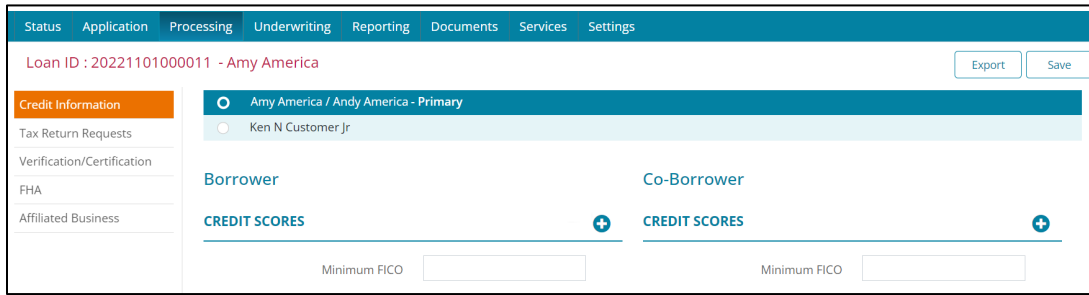 Status Application Processing Underwriting Reporting Documents Services Settings
Loan ID : 20221101000011 - Amy America
Export Save
Credit Information
Tax Return Requests
Verification/Certification
FHA
Affiliated Business
Amy America / Andy America - Primary
Ken N Customer Jr
Borrower
CREDIT SCORES
Minimum FICO
Co-Borrower
CREDIT SCORES
Minimum FICO